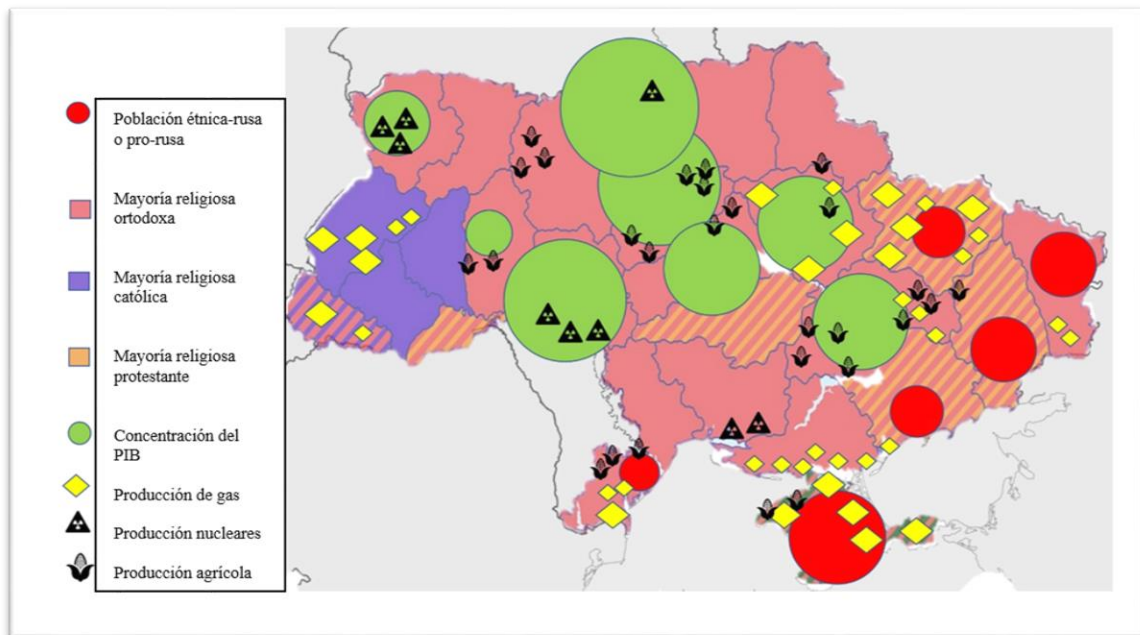 Población étnica-rusa
o pro-rusa
Mayoría religiosa
ortodoxa
Mayoría religiosa
católica
Mayoría religiosa
protestante
Concentración del
PIB
Producción de gas
Producción nucleares
Producción agrícola